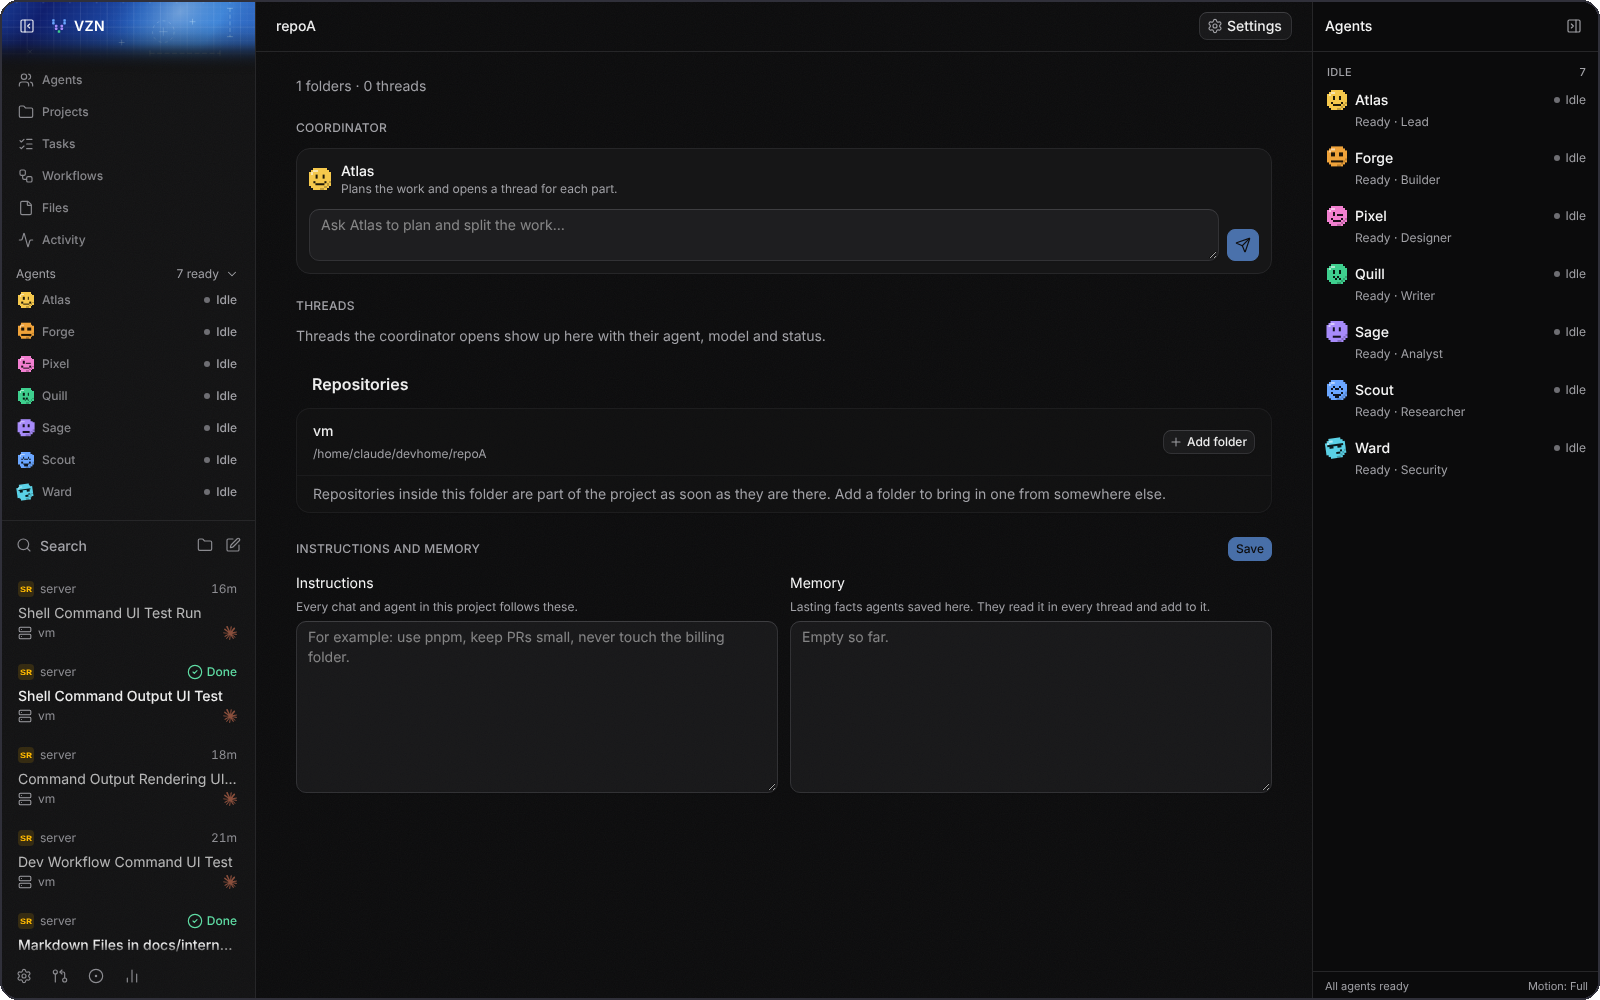 VZN
Agents
Projects
Tasks
Workflows
Files
Activity
Agents 7 ready
Atlas Idle
Forge Idle
Pixel Idle
Quill Idle
Sage Idle
Scout Idle
Ward Idle
Search
SR server 16m
Shell Command UI Test Run
vm
SR server Done
Shell Command Output UI Test
vm
SR server 18m
Command Output Rendering UI...
vm
SR server 21m
Dev Workflow Command UI Test
vm
SR server Done
Markdown Files in docs/intern...
repoA Settings
1 folders · 0 threads
COORDINATOR
Atlas
Plans the work and opens a thread for each part.
Ask Atlas to plan and split the work...
THREADS
Threads the coordinator opens show up here with their agent, model and status.
Repositories
vm
/home/claude/devhome/repoA
Add folder
Repositories inside this folder are part of the project as soon as they are there. Add a folder to bring in one from somewhere else.
INSTRUCTIONS AND MEMORY Save
Instructions
Every chat and agent in this project follows these.
For example: use pnpm, keep PRs small, never touch the billing
folder.
Memory
Lasting facts agents saved here. They read it in every thread and add to it.
Empty so far.
Agents
IDLE 7
Atlas Idle
Ready · Lead
Forge Idle
Ready · Builder
Pixel Idle
Ready · Designer
Quill Idle
Ready · Writer
Sage Idle
Ready · Analyst
Scout Idle
Ready · Researcher
Ward Idle
Ready · Security
All agents ready Motion: Full